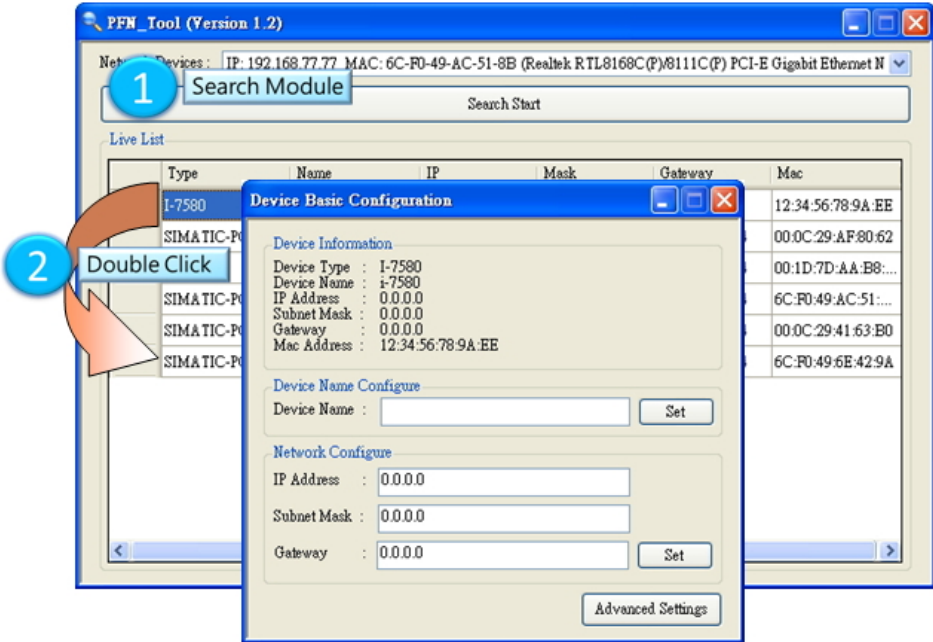 PFN_Tool (Version 1.2)
Devices : IP: 192.168.77.77 MAC: 6C-F0-49-AC-51-8B (Realtek RTL8168C(P)/8111C(P) PCI-E Gigabit Ethernet N
1 Search Module
Search Start
Live List
Type Name IP Mask Gateway Mac
I-7580 12:34:56:78:9A:EE
SIMATIC-PC 00:0C:29:AF:80:62
00:1D:7D:AA:B8:...
SIMATIC-PC 6C:F0:49:AC:51:...
SIMATIC-PC 00:0C:29:41:63:B0
SIMATIC-PC 6C:F0:49:6E:42:9A
2 Double Click
Device Basic Configuration
Device Information
Device Type : I-7580
Device Name : i-7580
IP Address : 0.0.0.0
Subnet Mask : 0.0.0.0
Gateway : 0.0.0.0
Mac Address : 12:34:56:78:9A:EE
Device Name Configure
Device Name :
Set
Network Configure
IP Address : 0.0.0.0
Subnet Mask : 0.0.0.0
Gateway : 0.0.0.0
Set
Advanced Settings